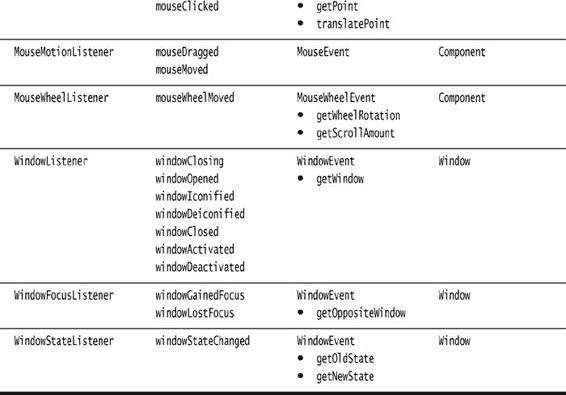 mouseClicked • getPoint
• translatePoint
MouseMotionListener mouseDragged MouseEvent Component
mouseMoved
MouseWheelListener mouseWheelMoved MouseWheelEvent Component
• getWheelRotation
• getScrollAmount
WindowListener windowClosing WindowEvent Window
windowOpened • getWindow
windowIconified
windowDeiconified
windowClosed
windowActivated
windowDeactivated
WindowFocusListener windowGainedFocus WindowEvent Window
windowLostFocus • getOppositeWindow
WindowStateListener windowStateChanged WindowEvent Window
• getOldState
• getNewState